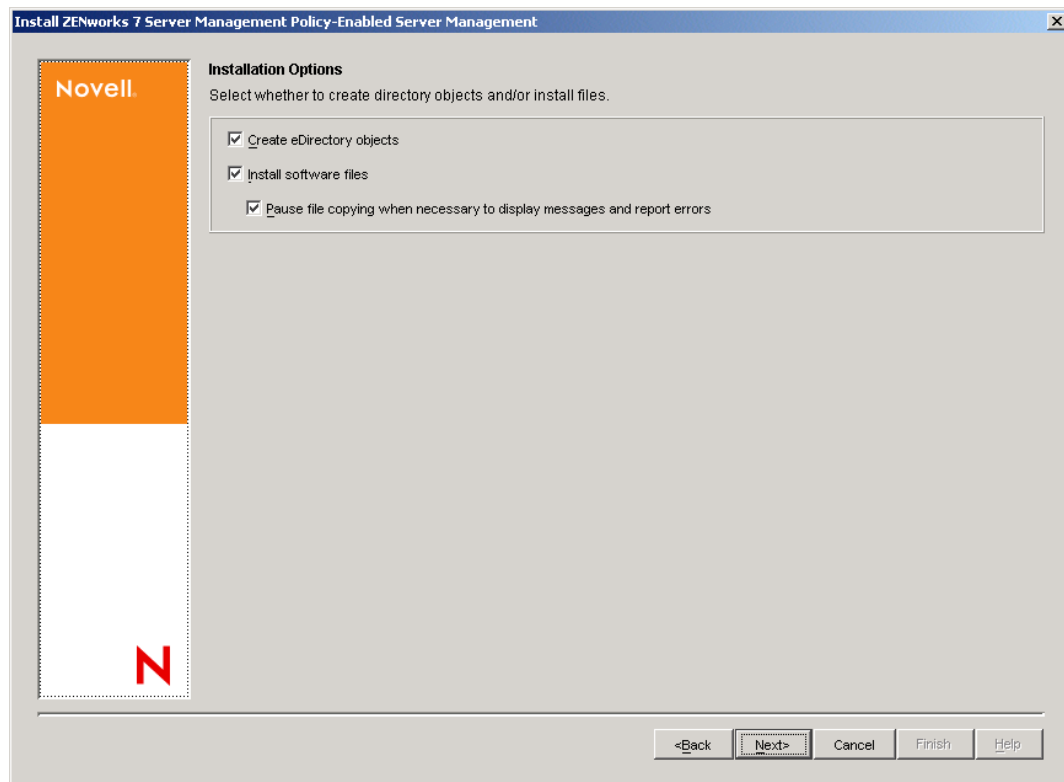 Install ZENworks 7 Server Management Policy-Enabled Server Management
Novell.
Installation Options
Select whether to create directory objects and/or install files.
Create eDirectory objects
Install software files
Pause file copying when necessary to display messages and report errors
N
<Back
Next>
Cancel
Finish
Help